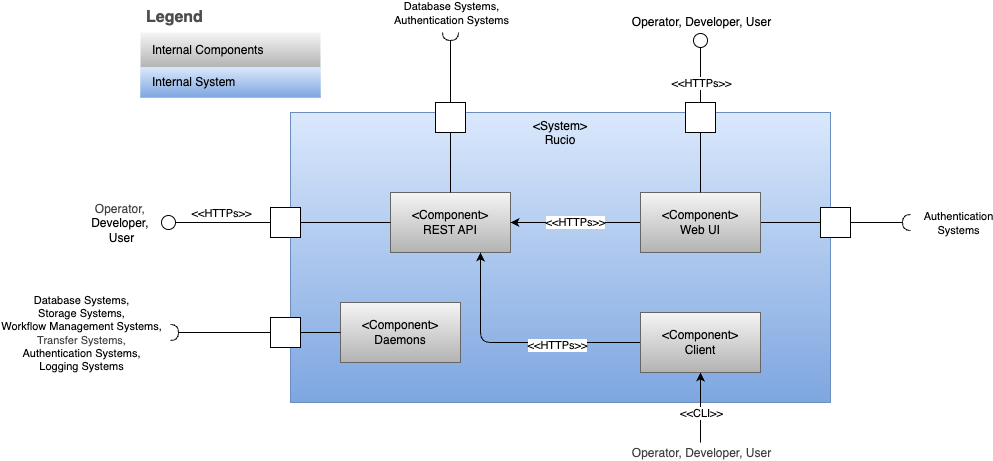 Legend
Internal Components
Internal System
Database Systems,
Authentication Systems
Operator, Developer, User
<<HTTPs>>
<System>
Rucio
Operator,
Developer,
User
<<HTTPs>>
<Component>
REST API
<<HTTPs>>
<Component>
Web UI
Authentication
Systems
Database Systems,
Storage Systems,
Workflow Management Systems,
Transfer Systems,
Authentication Systems,
Logging Systems
<Component>
Daemons
<<HTTPs>>
<Component>
Client
<<CLI>>
Operator, Developer, User